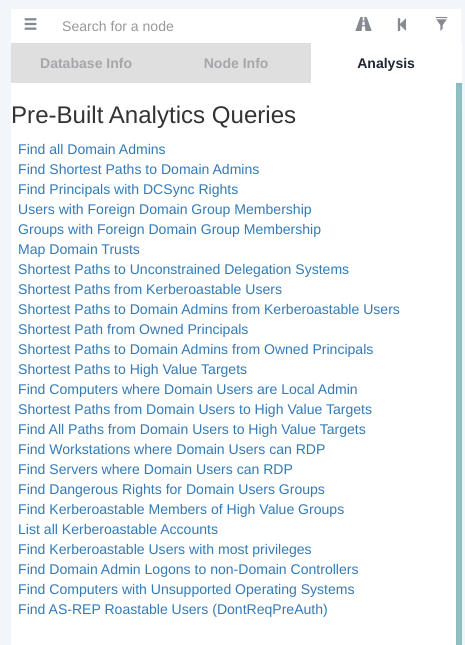 Search for a node
Database Info
Node Info
Analysis
Pre-Built Analytics Queries
Find all Domain Admins
Find Shortest Paths to Domain Admins
Find Principals with DCSync Rights
Users with Foreign Domain Group Membership
Groups with Foreign Domain Group Membership
Map Domain Trusts
Shortest Paths to Unconstrained Delegation Systems
Shortest Paths from Kerberoastable Users
Shortest Paths to Domain Admins from Kerberoastable Users
Shortest Path from Owned Principals
Shortest Paths to Domain Admins from Owned Principals
Shortest Paths to High Value Targets
Find Computers where Domain Users are Local Admin
Shortest Paths from Domain Users to High Value Targets
Find All Paths from Domain Users to High Value Targets
Find Workstations where Domain Users can RDP
Find Servers where Domain Users can RDP
Find Dangerous Rights for Domain Users Groups
Find Kerberoastable Members of High Value Groups
List all Kerberoastable Accounts
Find Kerberoastable Users with most privileges
Find Domain Admin Logons to non-Domain Controllers
Find Computers with Unsupported Operating Systems
Find AS-REP Roastable Users (DontReqPreAuth)